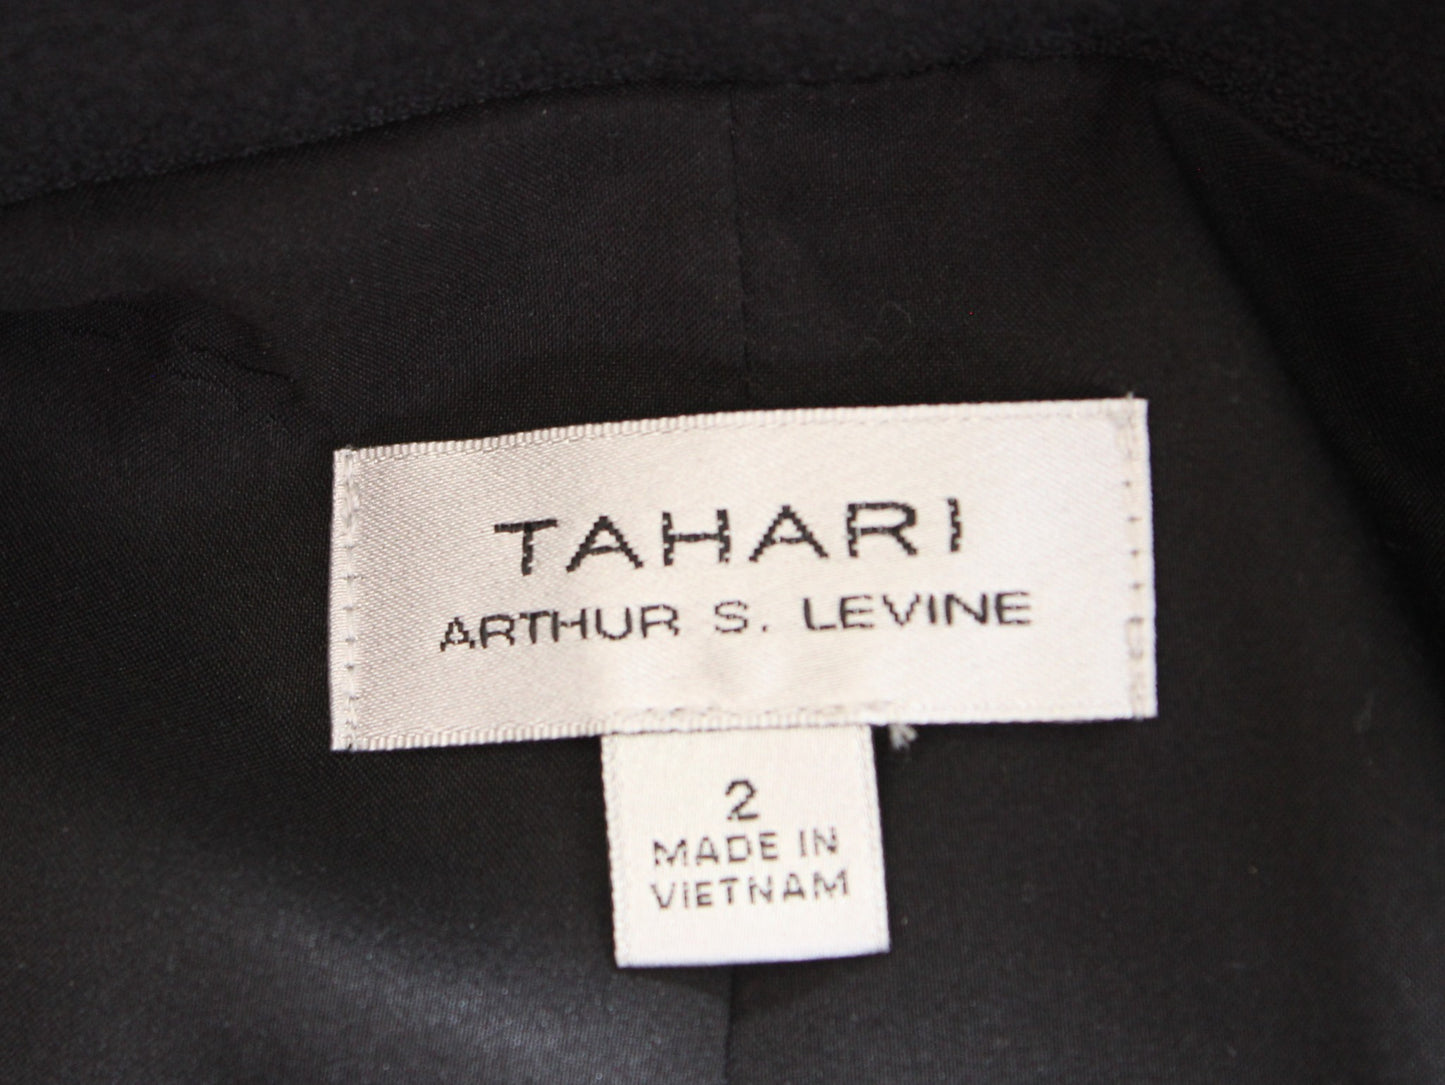 TAHARI
ARTHUR S. LEVINE
2
MADE IN
VIETNAM